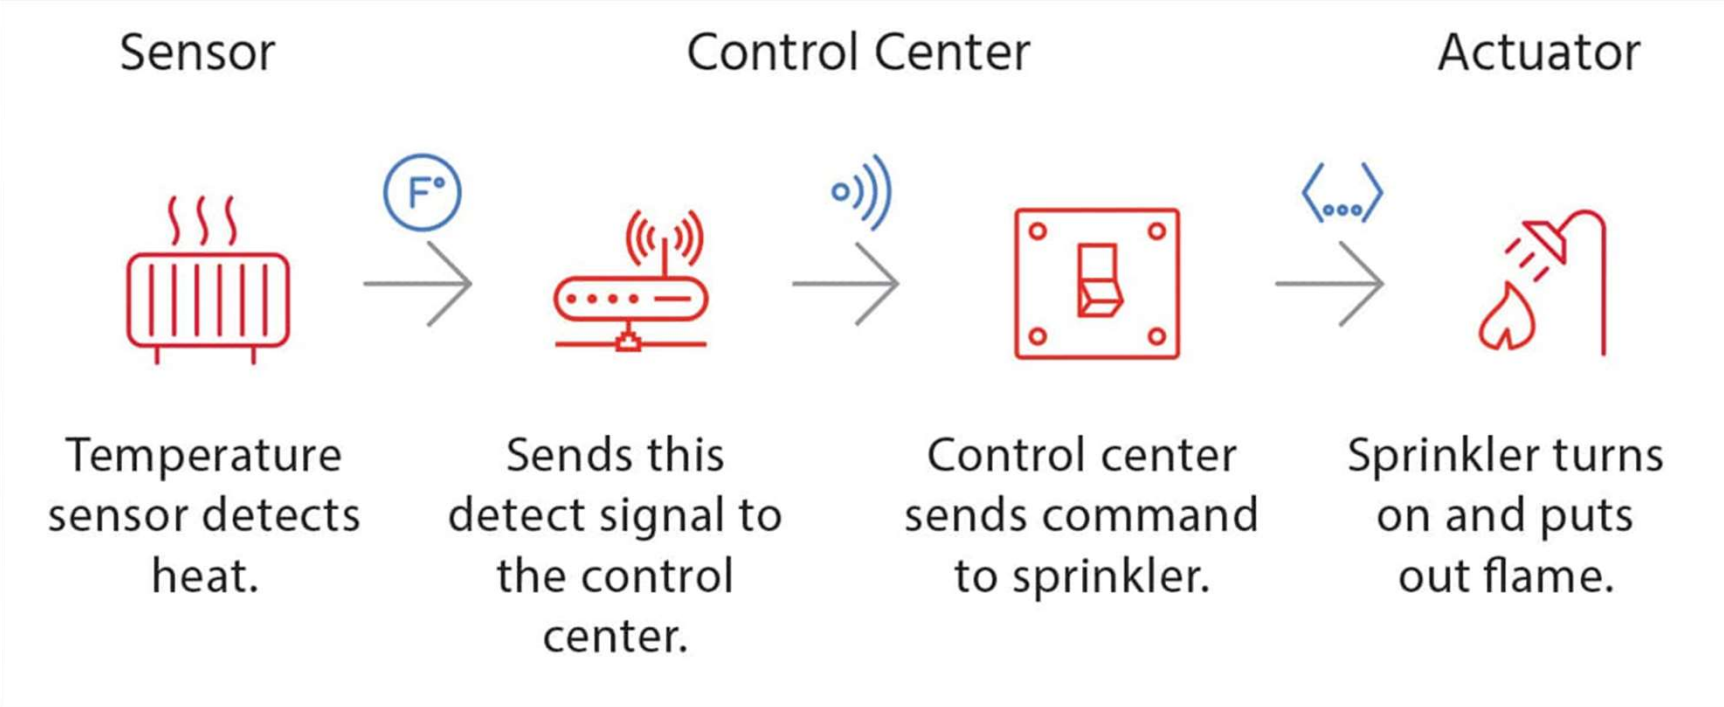 Sensor
Control Center
Actuator
F°
Temperature
sensor detects
heat.
Sends this
detect signal to
the control
center.
Control center
sends command
to sprinkler.
Sprinkler turns
on and puts
out flame.